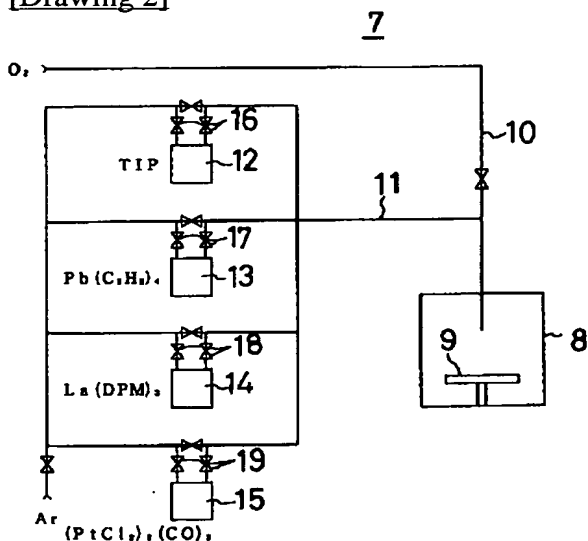 [Drawing 2]
7
O₂
10
16
TIP
12
11
17
Pb(C₂H₅)₄
13
18
9
8
La(DPM)₃
14
19
15
Ar
(PtCl₂)₂(CO)₃